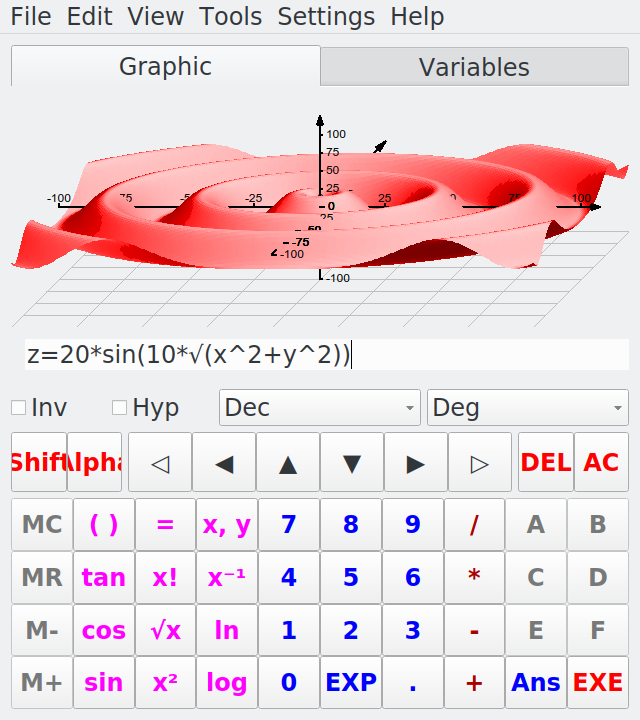 File Edit View Tools Settings Help
Graphic Variables
100
75
50
25
-100 75 -25 0 25 75 100
25
-50
-75
-100
-100
z=20*sin(10*√(x^2+y^2))
Inv Hyp Dec Deg
Shift Alpha ◁ ◀ ▲ ▼ ▶ ▷ DEL AC
MC ( ) = x, y 7 8 9 / A B
MR tan x! x⁻¹ 4 5 6 * C D
M- cos √x ln 1 2 3 - E F
M+ sin x² log 0 EXP . + Ans EXE